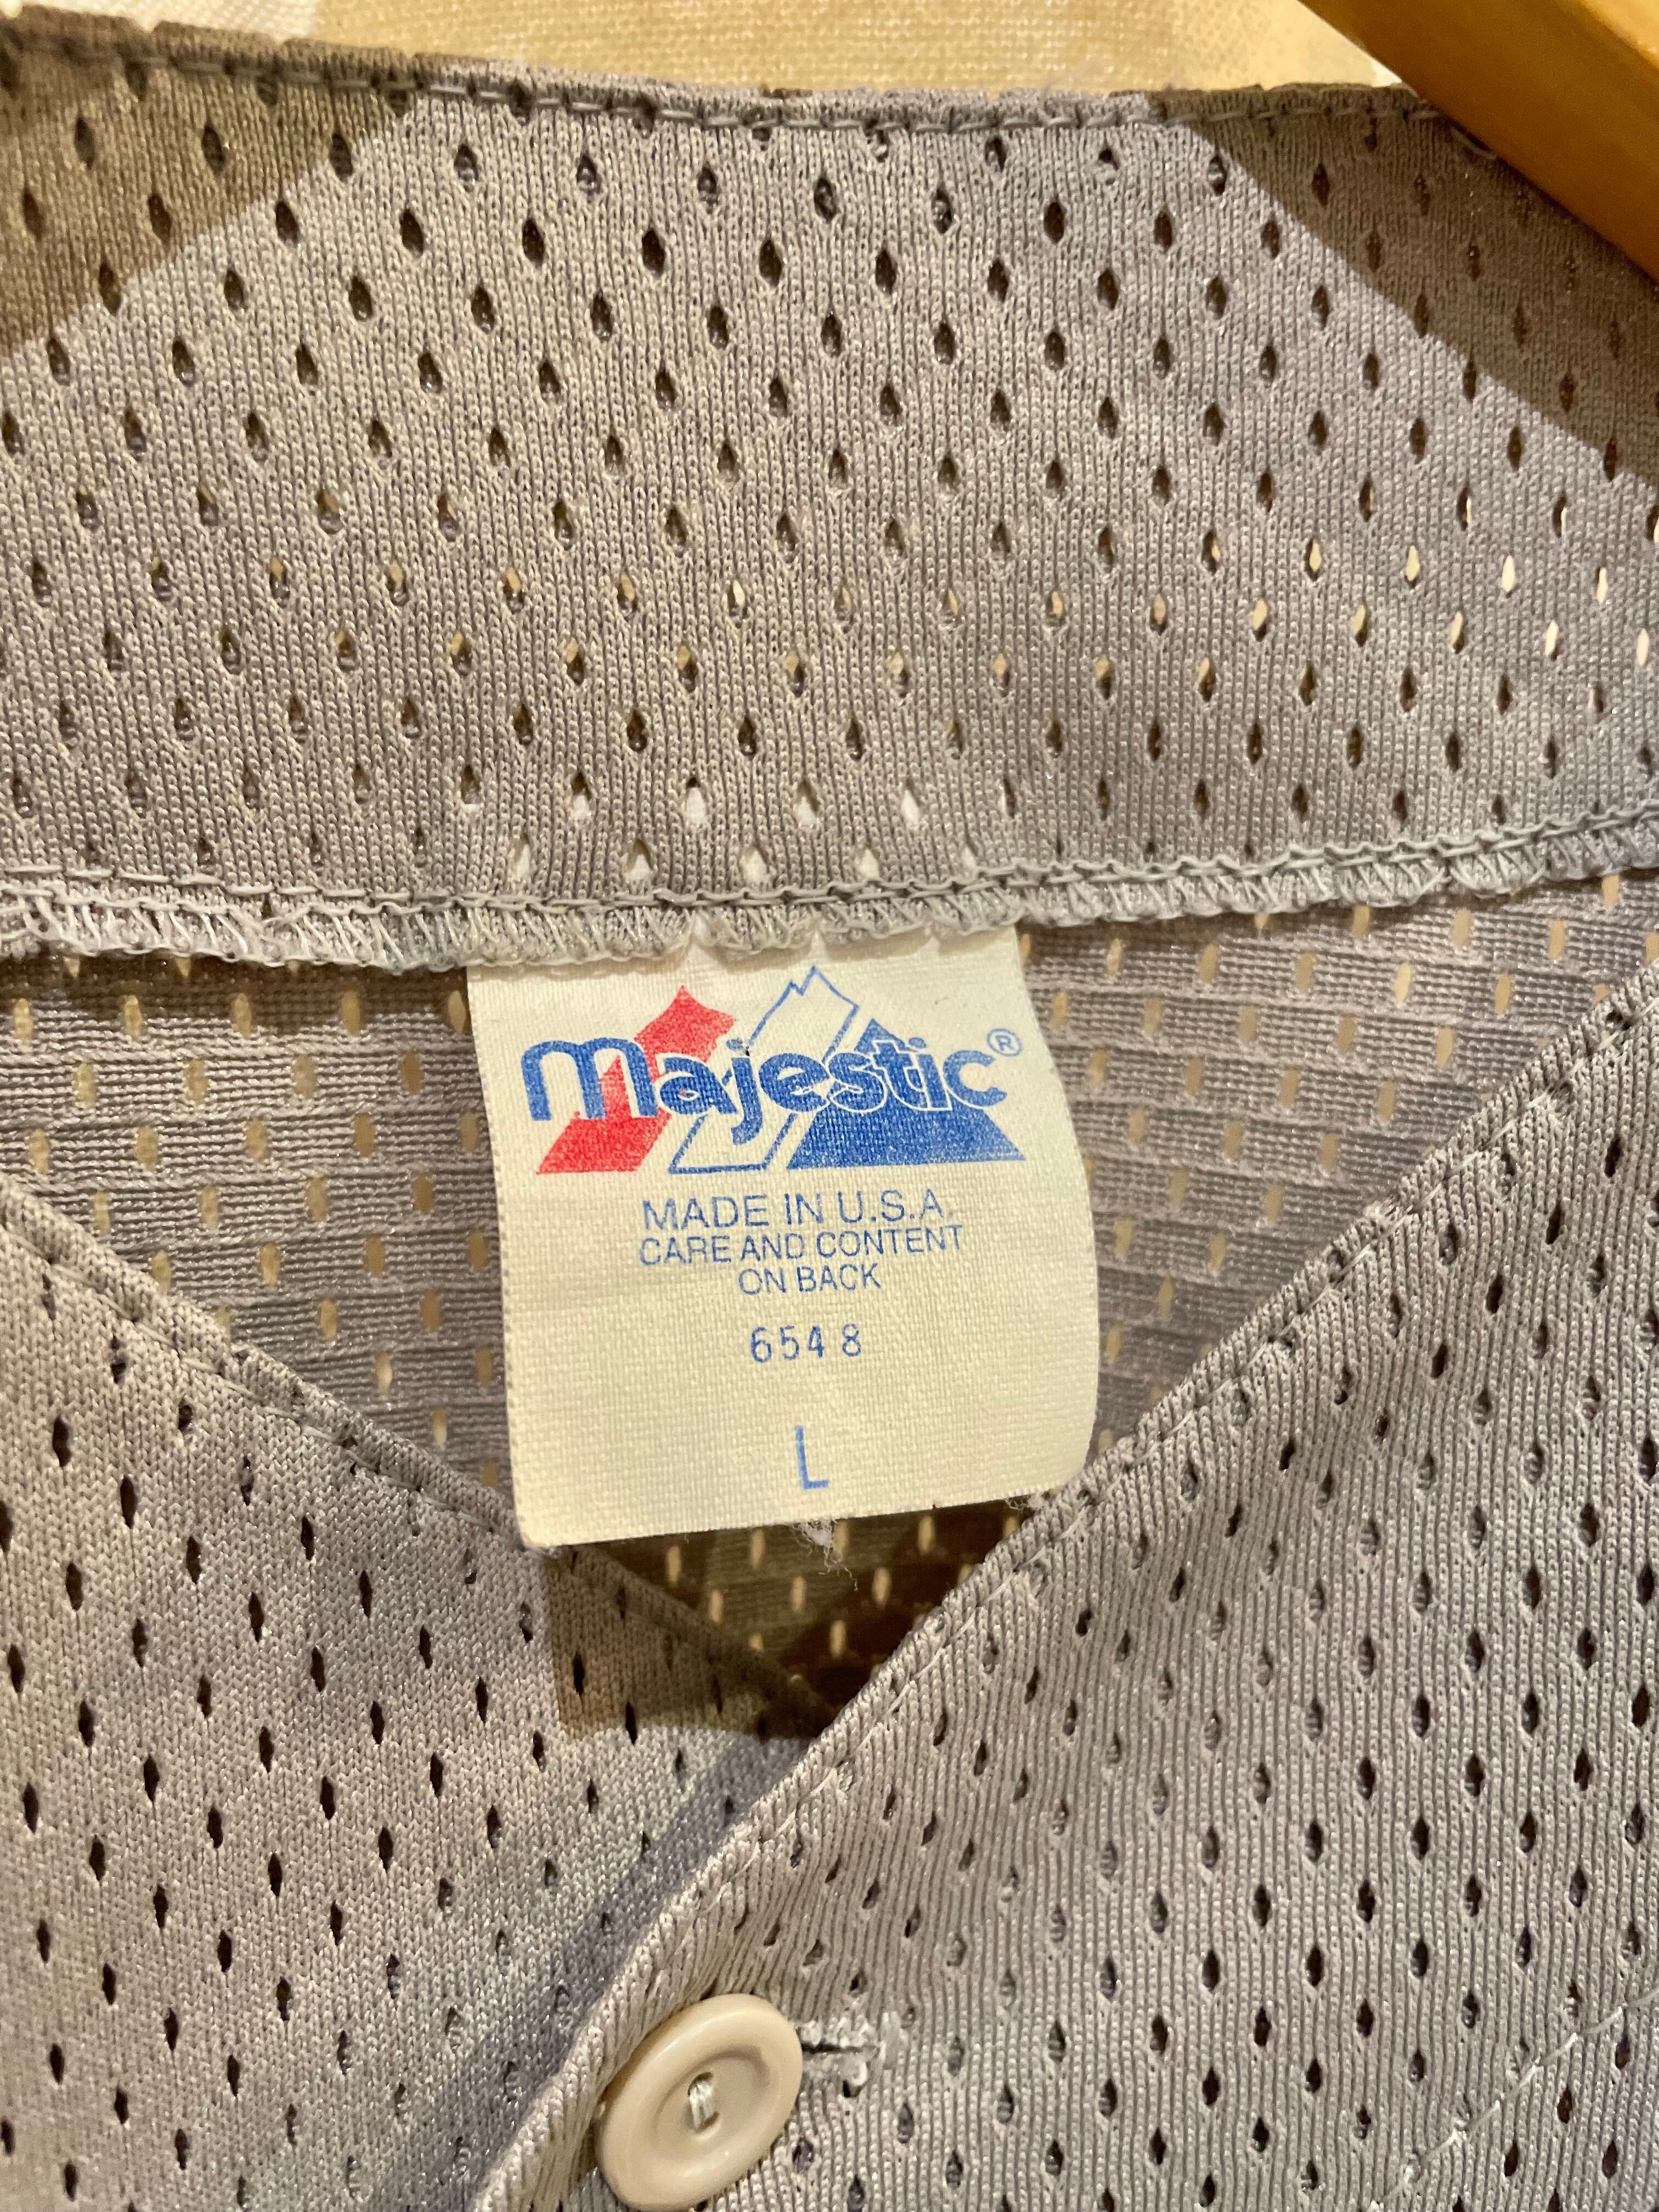 Majestic®
MADE IN U.S.A.
CARE AND CONTENT
ON BACK
6548
L